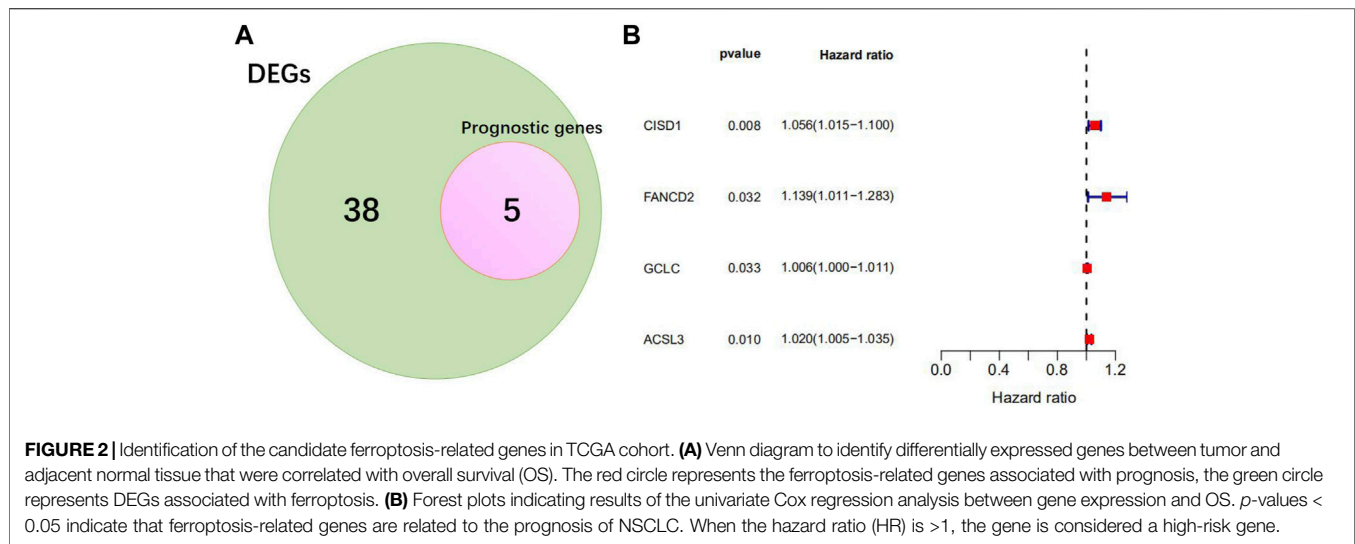 A
DEGs
Prognostic genes
38
5
B
pvalue Hazard ratio
CISD1 0.008 1.056(1.015−1.100)
FANCD2 0.032 1.139(1.011−1.283)
GCLC 0.033 1.006(1.000−1.011)
ACSL3 0.010 1.020(1.005−1.035)
0.0 0.4 0.8 1.2
Hazard ratio
FIGURE 2 | Identification of the candidate ferroptosis-related genes in TCGA cohort. (A) Venn diagram to identify differentially expressed genes between tumor and
adjacent normal tissue that were correlated with overall survival (OS). The red circle represents the ferroptosis-related genes associated with prognosis, the green circle
represents DEGs associated with ferroptosis. (B) Forest plots indicating results of the univariate Cox regression analysis between gene expression and OS. p-values <
0.05 indicate that ferroptosis-related genes are related to the prognosis of NSCLC. When the hazard ratio (HR) is >1, the gene is considered a high-risk gene.